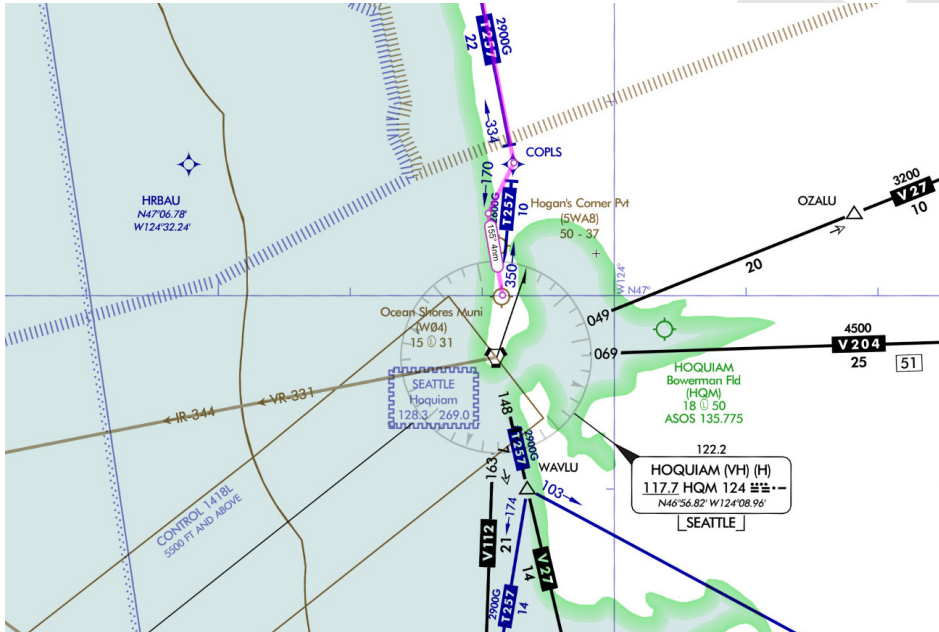 2900G
T257
22
334
COPLS
170
2600G
T257
10
155° 4nm
350
HRBAU
N47°06.78'
W124°32.24'
Hogan's Corner Pvt
(5WA8)
50 - 37
OZALU
3200
V27
10
20
W124°
N47°
049
069
4500
V204
25
51
Ocean Shores Muni
(WØ4)
15 Ⓛ 31
SEATTLE
Hoquiam
128.3 269.0
HOQUIAM
Bowerman Fld
(HQM)
18 Ⓛ 50
ASOS 135.775
IR-344
VR-331
148
2900G
T257
7
163
WAVLU
103
174
21
V112
2900G
T257
14
V27
14
CONTROL 1418L
5500 FT AND ABOVE
122.2
HOQUIAM (VH) (H)
117.7 HQM 124
N46°56.82' W124°08.96'
SEATTLE